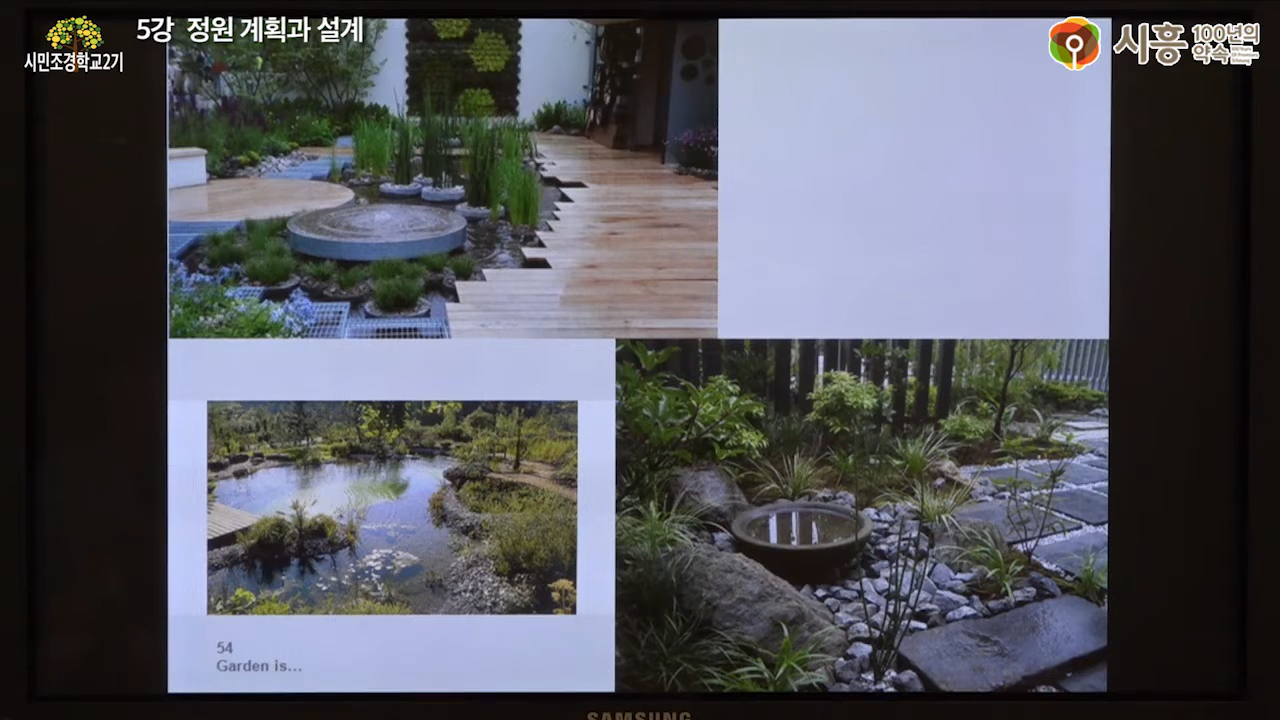 시민조경학교2기
5강 정원 계획과 설계
시흥
100년의
약속
54
Garden is...
SAMSUNG